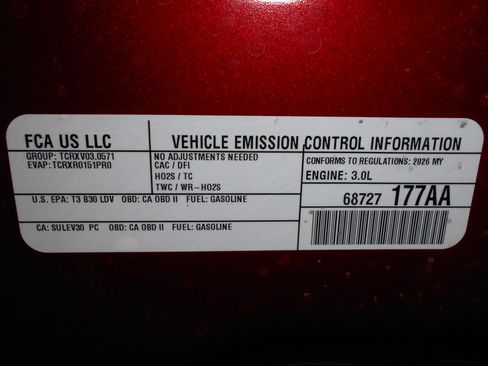 FCA US LLC
VEHICLE EMISSION CONTROL INFORMATION
GROUP: TCRXV03.0571
EVAP: TCRXR0151PR0
NO ADJUSTMENTS NEEDED
CAC / DFI
HO2S / TC
TWC / WR-HO2S
CONFORMS TO REGULATIONS: 2026 MY
ENGINE: 3.0L
U.S. EPA: T3 B30 LDV OBD: CA OBD II FUEL: GASOLINE
CA: SULEV30 PC OBD: CA OBD II FUEL: GASOLINE
68727 177AA